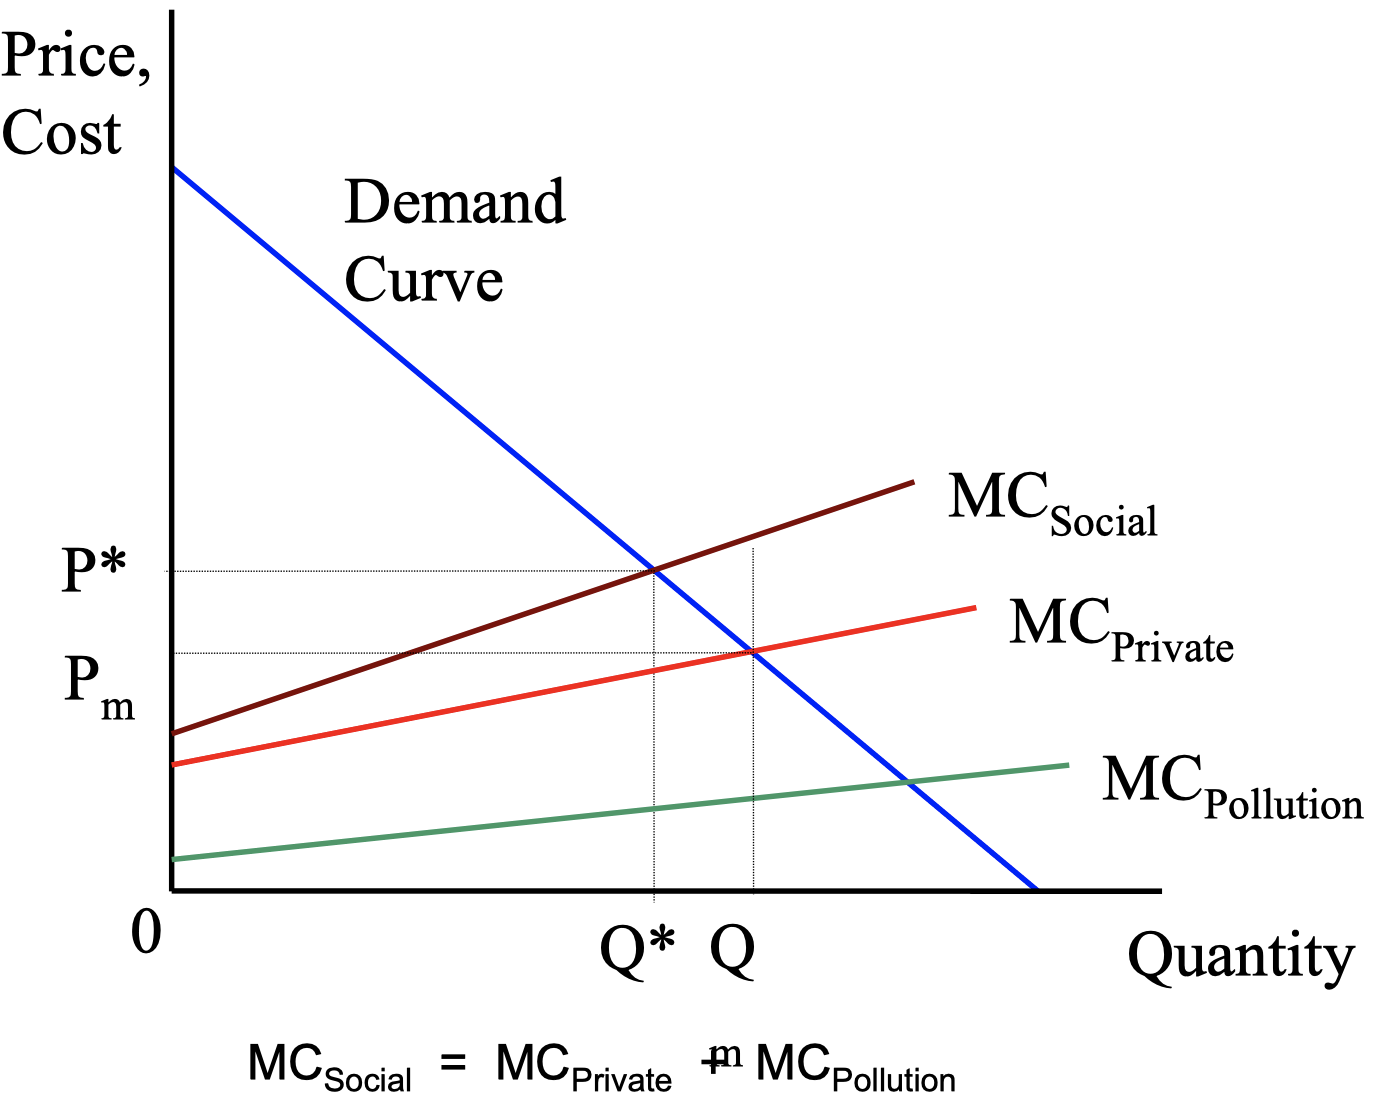 Price,
Cost
Demand
Curve
MCSocial
P*
MCPrivate
Pm
MCPollution
0
Q* Q
Quantity
m
MCSocial = MCPrivate + MCPollution